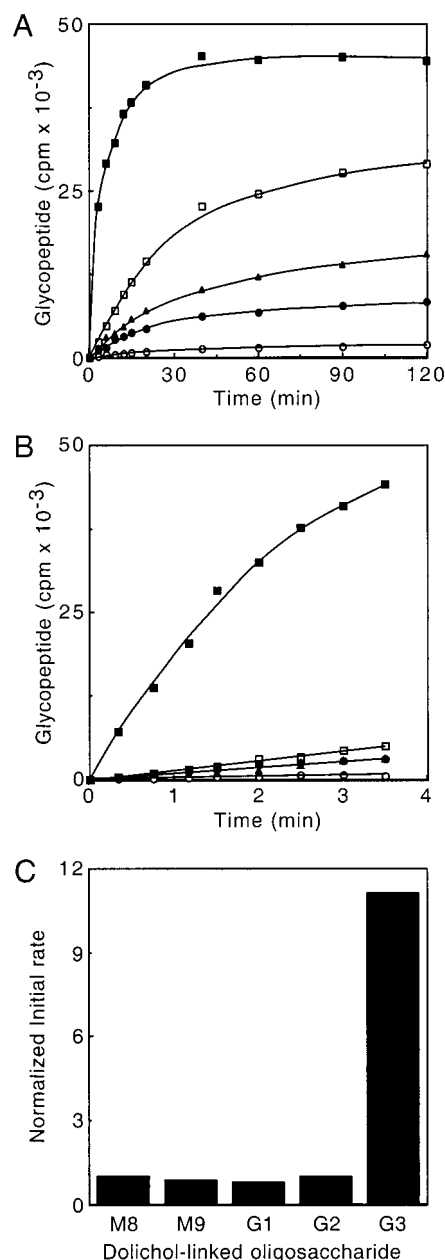 A
50
25
0
Glycopeptide (cpm x 10⁻³)
0 30 60 90 120
Time (min)
B
50
25
0
Glycopeptide (cpm x 10⁻³)
0 1 2 3 4
Time (min)
C
12
9
6
3
0
Normalized Initial rate
M8 M9 G1 G2 G3
Dolichol-linked oligosaccharide